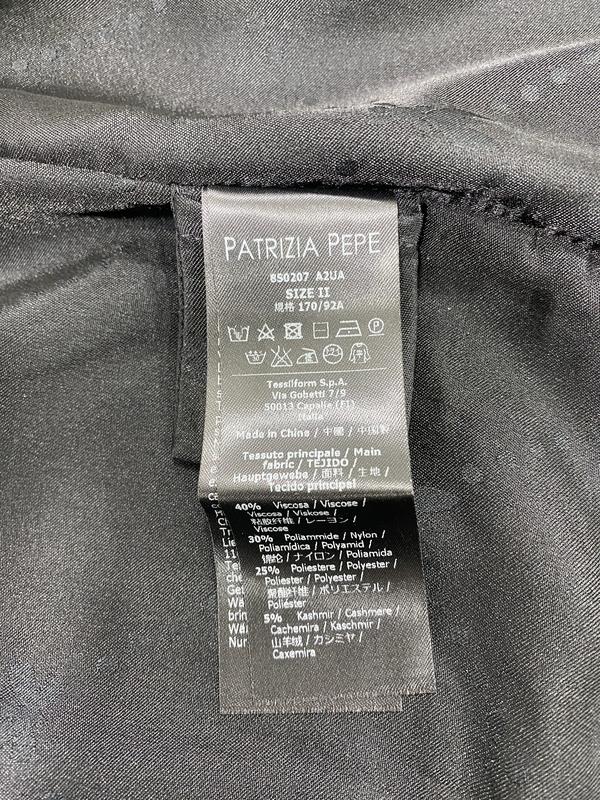 PATRIZIA PEPE
850207 A2UA
SIZE II
規格 170/92A
Tessilform S.p.A.
Via Gobetti 7/9
50013 Capalle (FI)
Italia
Made in China / 中國 / 中国製
Tessuto principale / Main
fabric / TEJIDO /
Hauptgewebe / 面料 / 生地 /
Tecido principal
40% Viscosa / Viscose /
Viscosa / Viskose /
粘胶纤维 / レーヨン /
Viscose
30% Poliammide / Nylon /
Poliamídica / Polyamid /
锦纶 / ナイロン / Poliamida
25% Poliestere / Polyester /
Poliester / Polyester /
聚酯纤维 / ポリエステル /
Poliéster
5% Kashmir / Cashmere /
Cachemira / Kaschmir /
山羊绒 / カシミヤ /
Caxemira